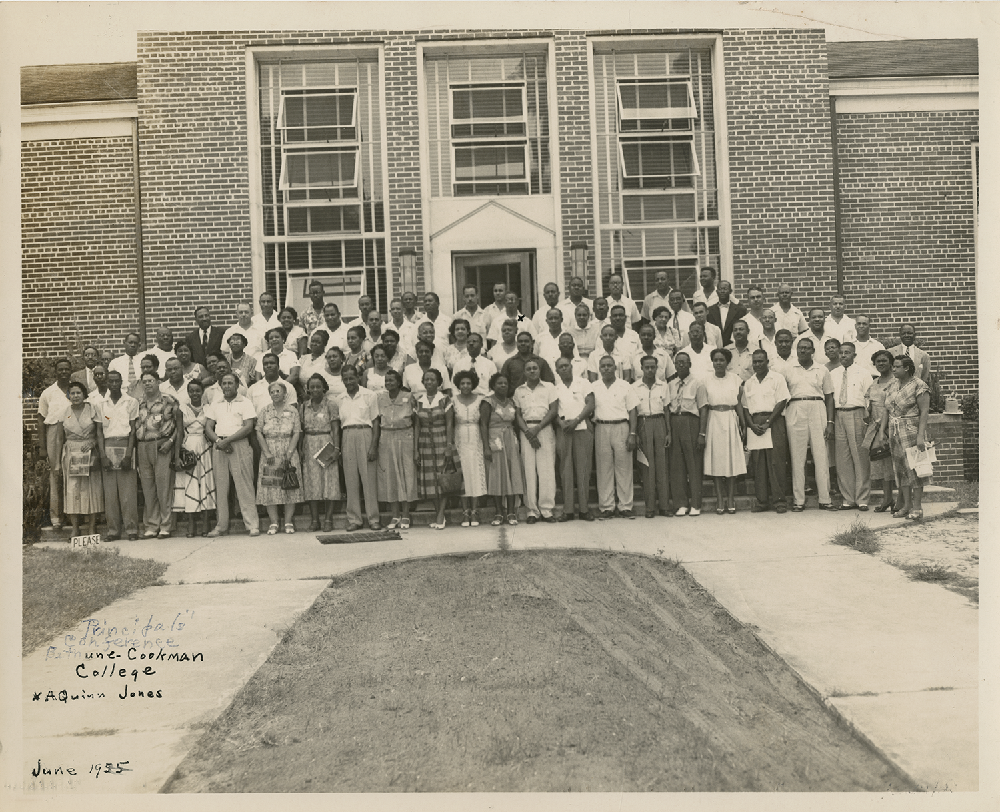 PLEASE
Principals'
Conference
Bethune-Cookman
College
x A Quinn Jones
June 1955